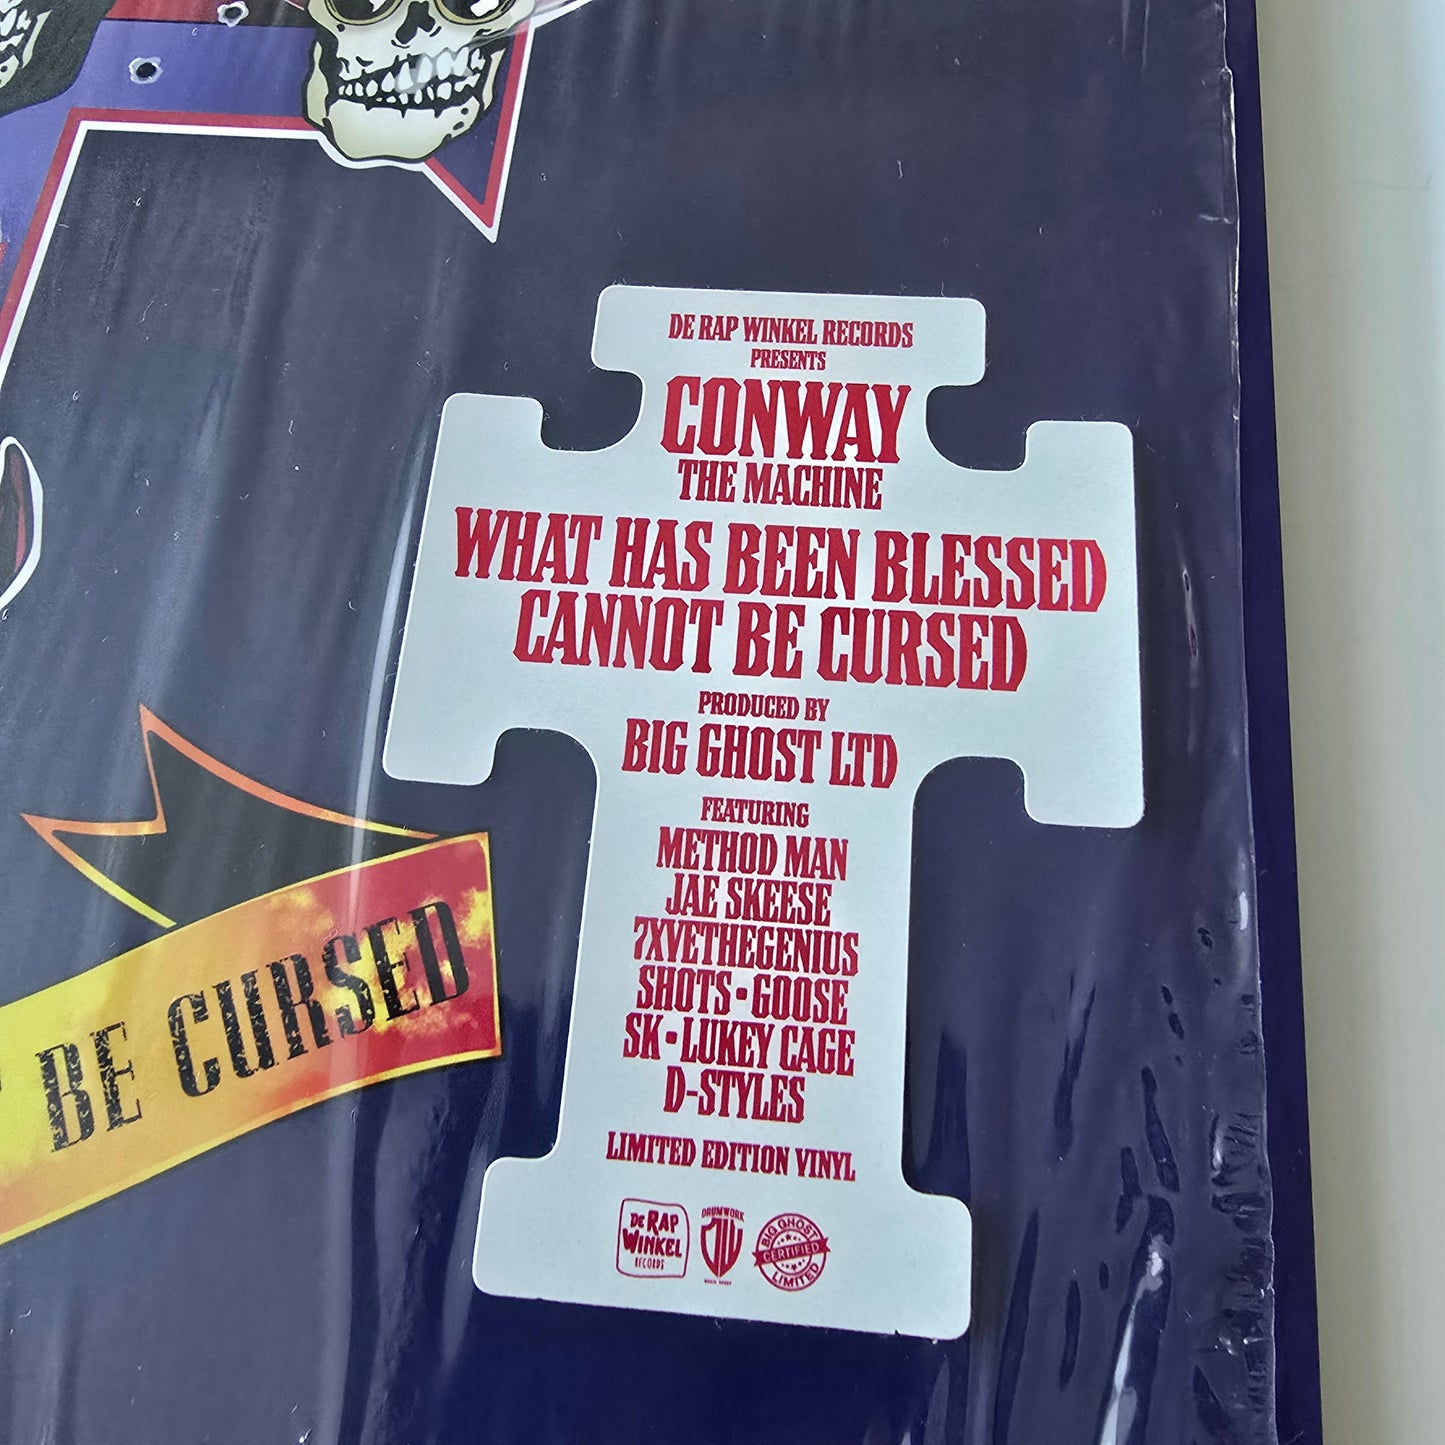 DE RAP WINKEL RECORDS
PRESENTS
CONWAY
THE MACHINE
WHAT HAS BEEN BLESSED
CANNOT BE CURSED
PRODUCED BY
BIG GHOST LTD
FEATURING
METHOD MAN
JAE SKEESE
7XVETHEGENIUS
SHOTS • GOOSE
SK • LUKEY CAGE
D-STYLES
LIMITED EDITION VINYL
DE RAP
WINKEL
RECORDS
DRUMWORK
BIG GHOST
CERTIFIED
LIMITED
BE CURSED